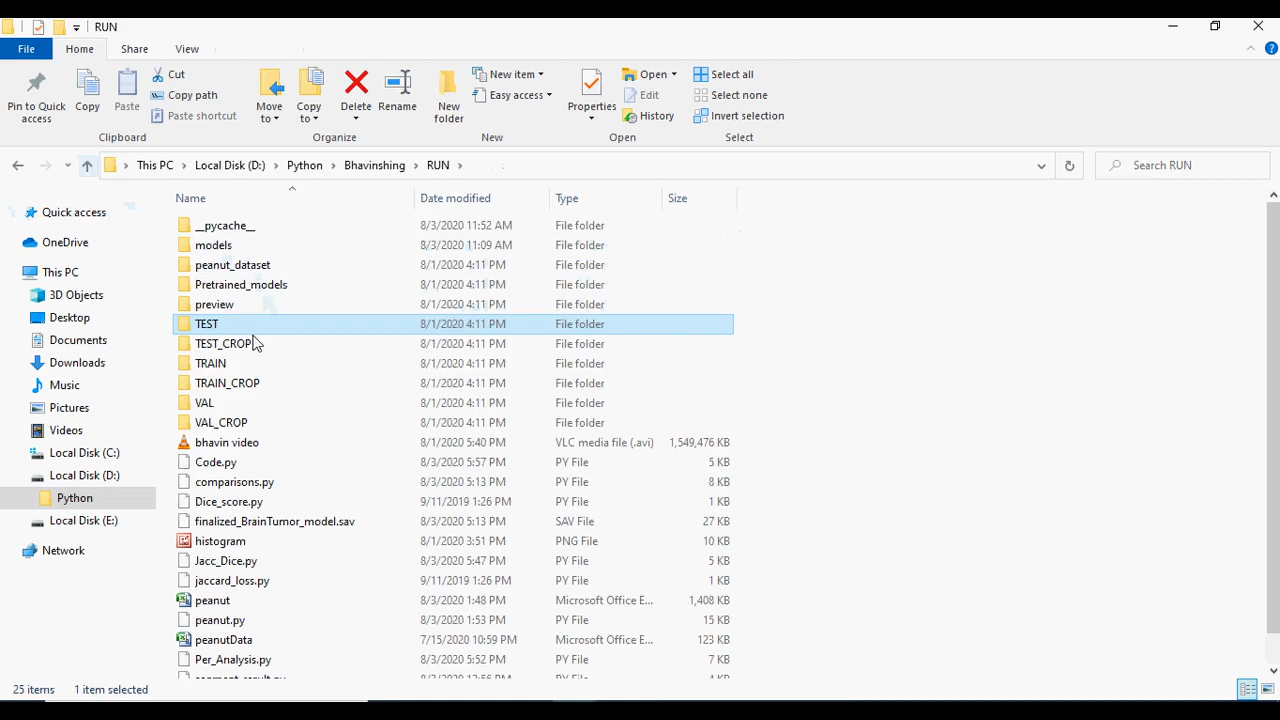 RUN
File Home Share View
Pin to Quick access
Copy
Paste
Cut
Copy path
Paste shortcut
Clipboard
Move to
Copy to
Delete
Rename
Organize
New folder
New item
Easy access
New
Properties
Open
Edit
History
Open
Select all
Select none
Invert selection
Select
This PC Local Disk (D:) Python Bhavinshing RUN
Search RUN
Quick access
OneDrive
This PC
3D Objects
Desktop
Documents
Downloads
Music
Pictures
Videos
Local Disk (C:)
Local Disk (D:)
Python
Local Disk (E:)
Network
Name Date modified Type Size
__pycache__ 8/3/2020 11:52 AM File folder
models 8/3/2020 11:09 AM File folder
peanut_dataset 8/1/2020 4:11 PM File folder
Pretrained_models 8/1/2020 4:11 PM File folder
preview 8/1/2020 4:11 PM File folder
TEST 8/1/2020 4:11 PM File folder
TEST_CROP 8/1/2020 4:11 PM File folder
TRAIN 8/1/2020 4:11 PM File folder
TRAIN_CROP 8/1/2020 4:11 PM File folder
VAL 8/1/2020 4:11 PM File folder
VAL_CROP 8/1/2020 4:11 PM File folder
bhavin video 8/1/2020 5:40 PM VLC media file (.avi) 1,549,476 KB
Code.py 8/3/2020 5:57 PM PY File 5 KB
comparisons.py 8/3/2020 5:13 PM PY File 8 KB
Dice_score.py 9/11/2019 1:26 PM PY File 1 KB
finalized_BrainTumor_model.sav 8/3/2020 5:13 PM SAV File 27 KB
histogram 8/1/2020 3:51 PM PNG File 10 KB
Jacc_Dice.py 8/3/2020 5:47 PM PY File 5 KB
jaccard_loss.py 9/11/2019 1:26 PM PY File 1 KB
peanut 8/3/2020 1:48 PM Microsoft Office E... 1,408 KB
peanut.py 8/3/2020 1:53 PM PY File 15 KB
peanutData 7/15/2020 10:59 PM Microsoft Office E... 123 KB
Per_Analysis.py 8/3/2020 5:52 PM PY File 7 KB
25 items 1 item selected